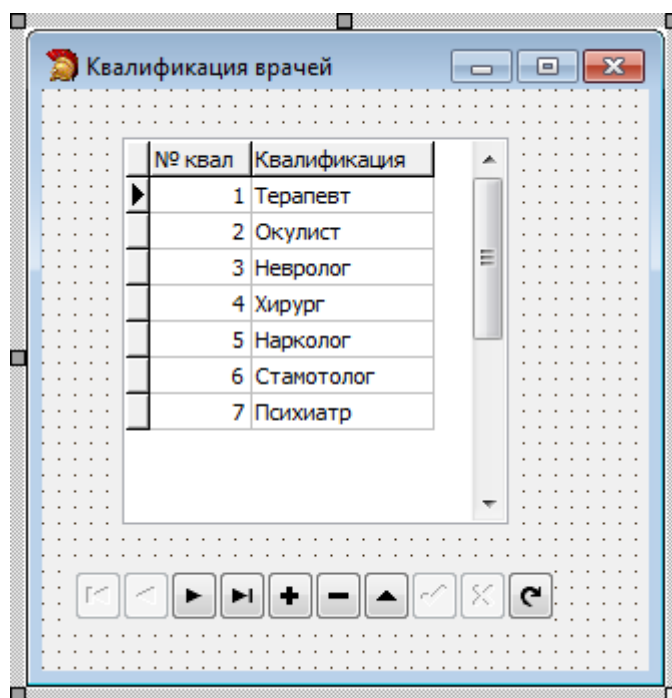 Квалификация врачей
№ квал Квалификация
1 Терапевт
2 Окулист
3 Невролог
4 Хирург
5 Нарколог
6 Стамотолог
7 Психиатр